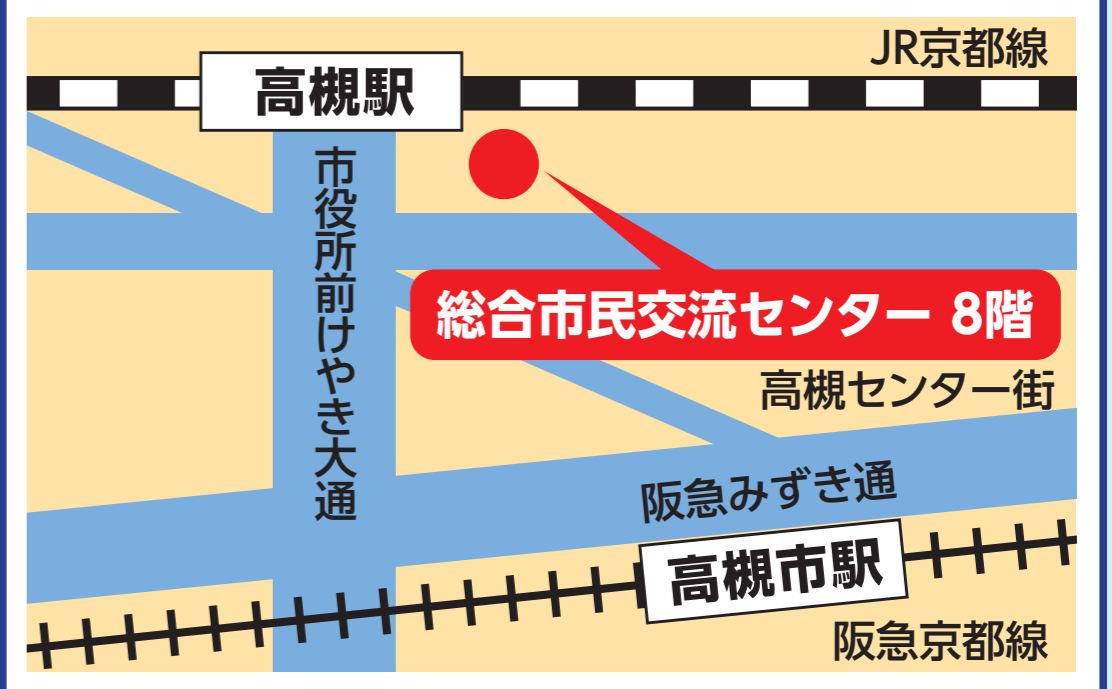 JR京都線
高槻駅
市役所前けやき大通
総合市民交流センター 8階
高槻センター街
阪急みずき通
高槻市駅
阪急京都線